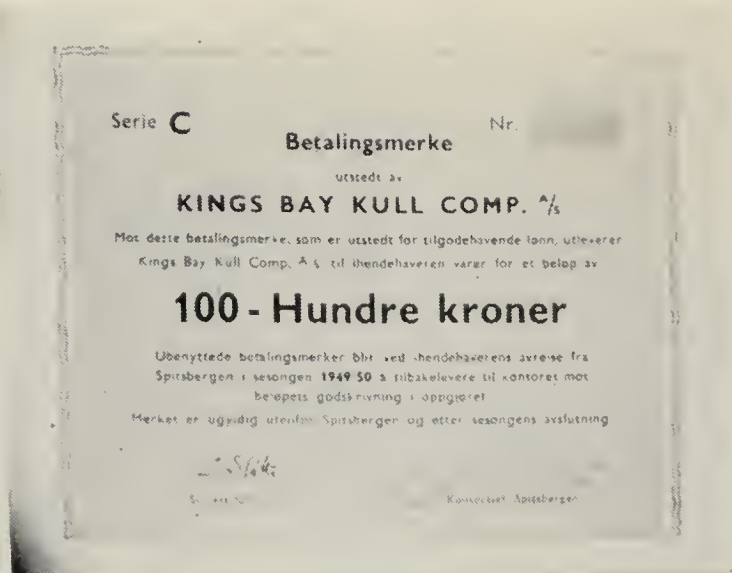 Serie C
Nr.
Betalingsmerke
utstedt av
KINGS BAY KULL COMP. A/S
Mot dette betalingsmerke, som er utstedt for tilgodehavende lønn, utleverer
Kings Bay Kull Comp. A/S til ihendehaveren varer for et beløp av
100 - Hundre kroner
Ubenyttede betalingsmerker blir ved ihendehaverens avreise fra
Spitsbergen i sesongen 1949 50 å tilbakelevere til kontoret mot
beløpets godskrivning i oppgjøret
Merket er ugyldig utenfor Spitsbergen og etter sesongens avslutning
Kontorchef, Spitsbergen